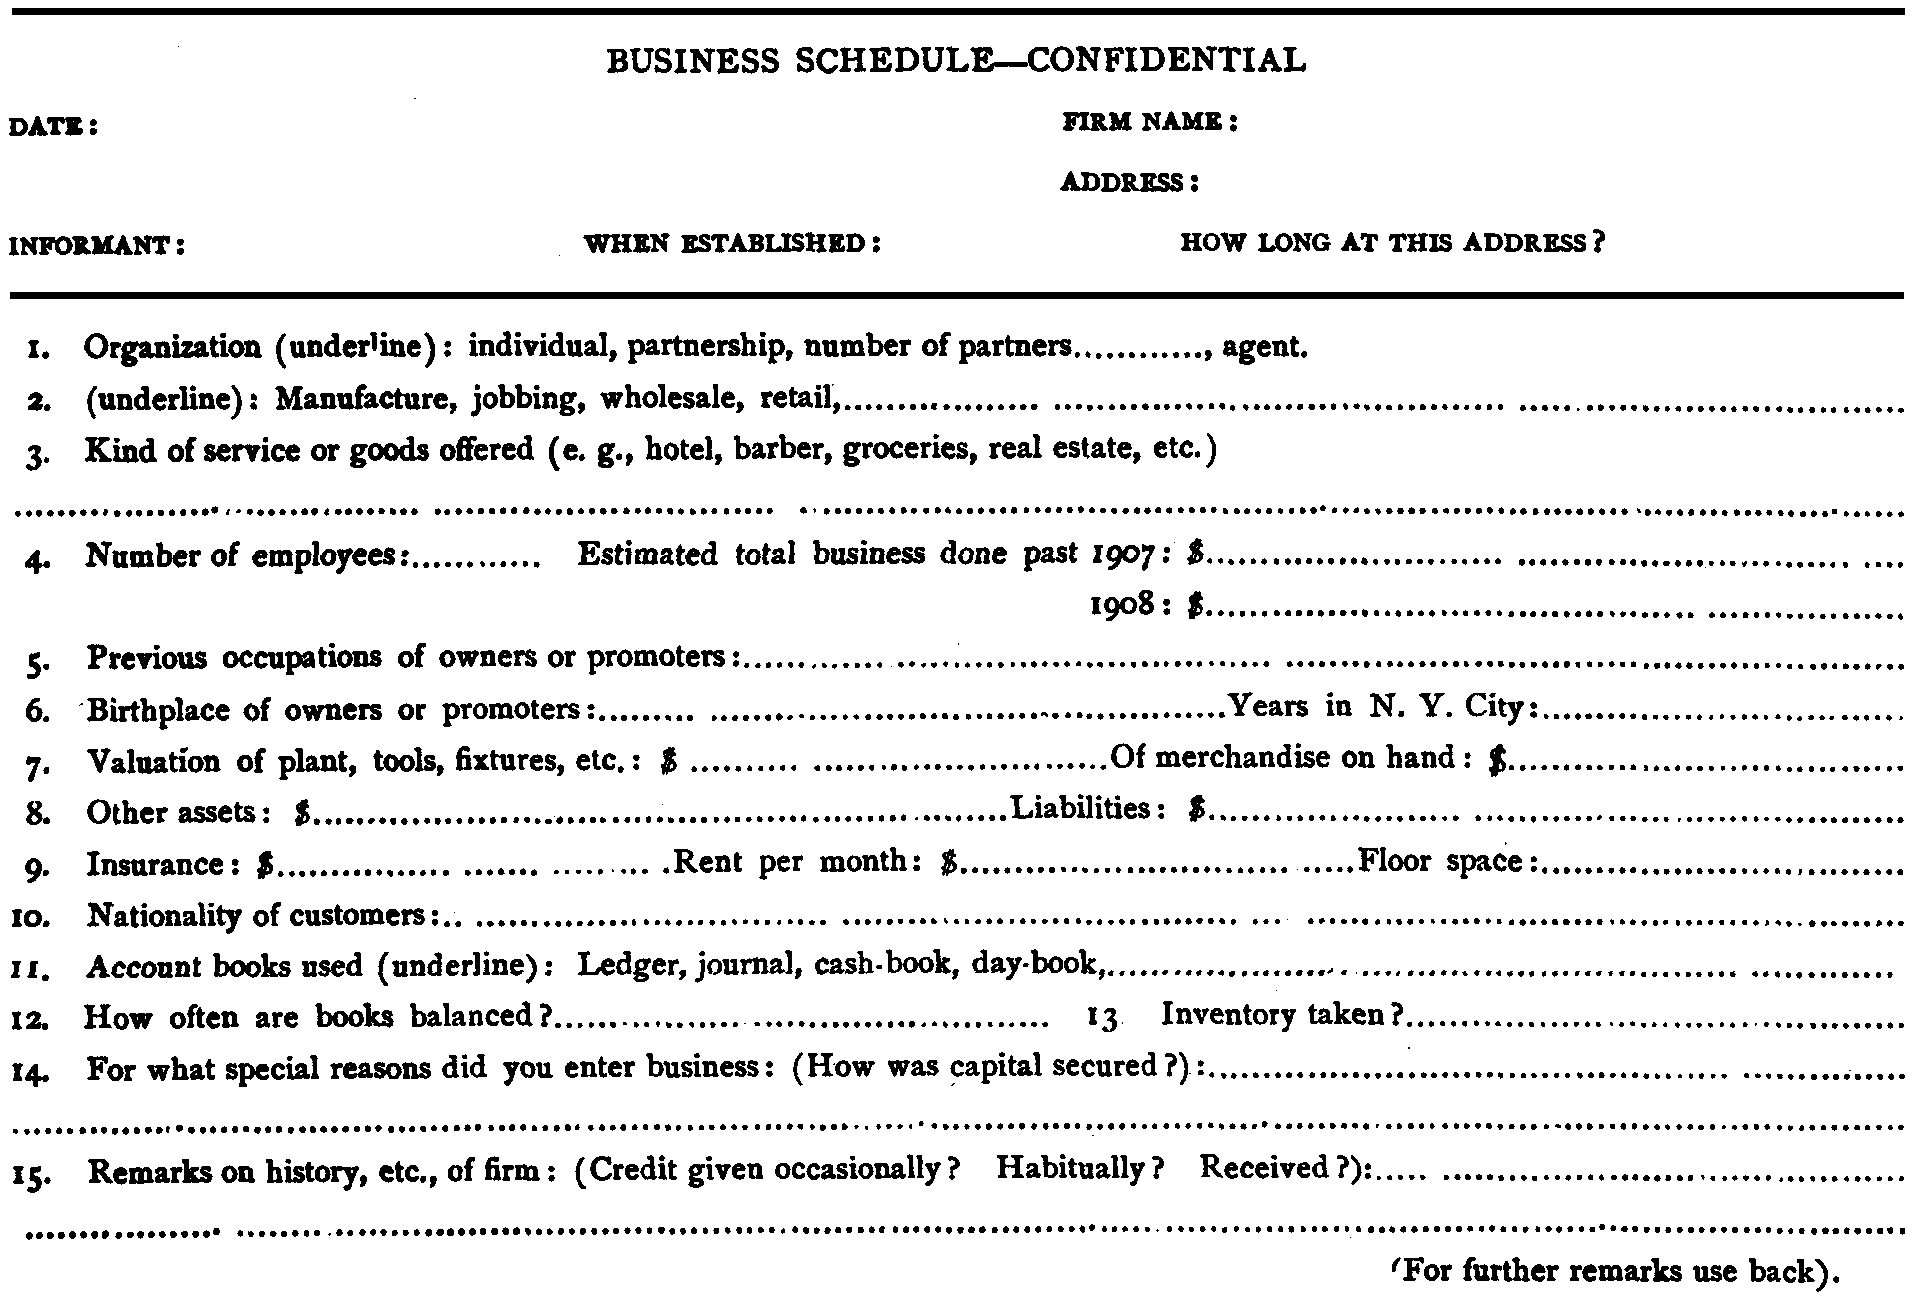 BUSINESS SCHEDULE—CONFIDENTIAL
DATE: FIRM NAME:
ADDRESS:
INFORMANT: WHEN ESTABLISHED: HOW LONG AT THIS ADDRESS?
1. Organization (underline): individual, partnership, number of partners............, agent.
2. (underline): Manufacture, jobbing, wholesale, retail,..................
3. Kind of service or goods offered (e. g., hotel, barber, groceries, real estate, etc.)
4. Number of employees:............ Estimated total business done past 1907: $..................
1908: $..................
5. Previous occupations of owners or promoters:..................
6. Birthplace of owners or promoters:..................Years in N. Y. City:..................
7. Valuation of plant, tools, fixtures, etc.: $ ..................Of merchandise on hand: $..................
8. Other assets: $..................Liabilities: $..................
9. Insurance: $..................Rent per month: $..................Floor space:..................
10. Nationality of customers:..................
11. Account books used (underline): Ledger, journal, cash-book, day-book,..................
12. How often are books balanced?.................. 13 Inventory taken?..................
14. For what special reasons did you enter business: (How was capital secured?):..................
15. Remarks on history, etc., of firm: (Credit given occasionally? Habitually? Received?):..................
(For further remarks use back).